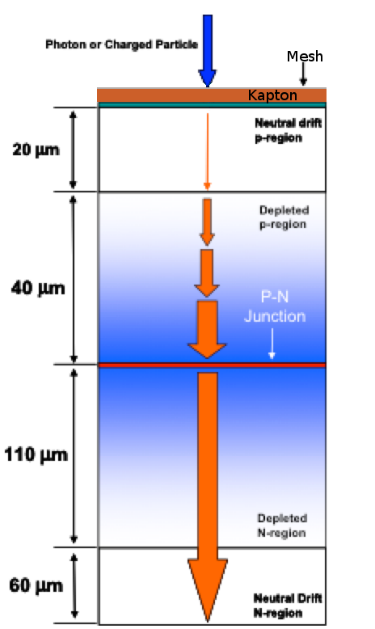 Photon or Charged Particle
Mesh
Kapton
Neutral drift
p-region
20 µm
Depleted
p-region
40 µm
P-N
Junction
110 µm
Depleted
N-region
60 µm
Neutral Drift
N-region